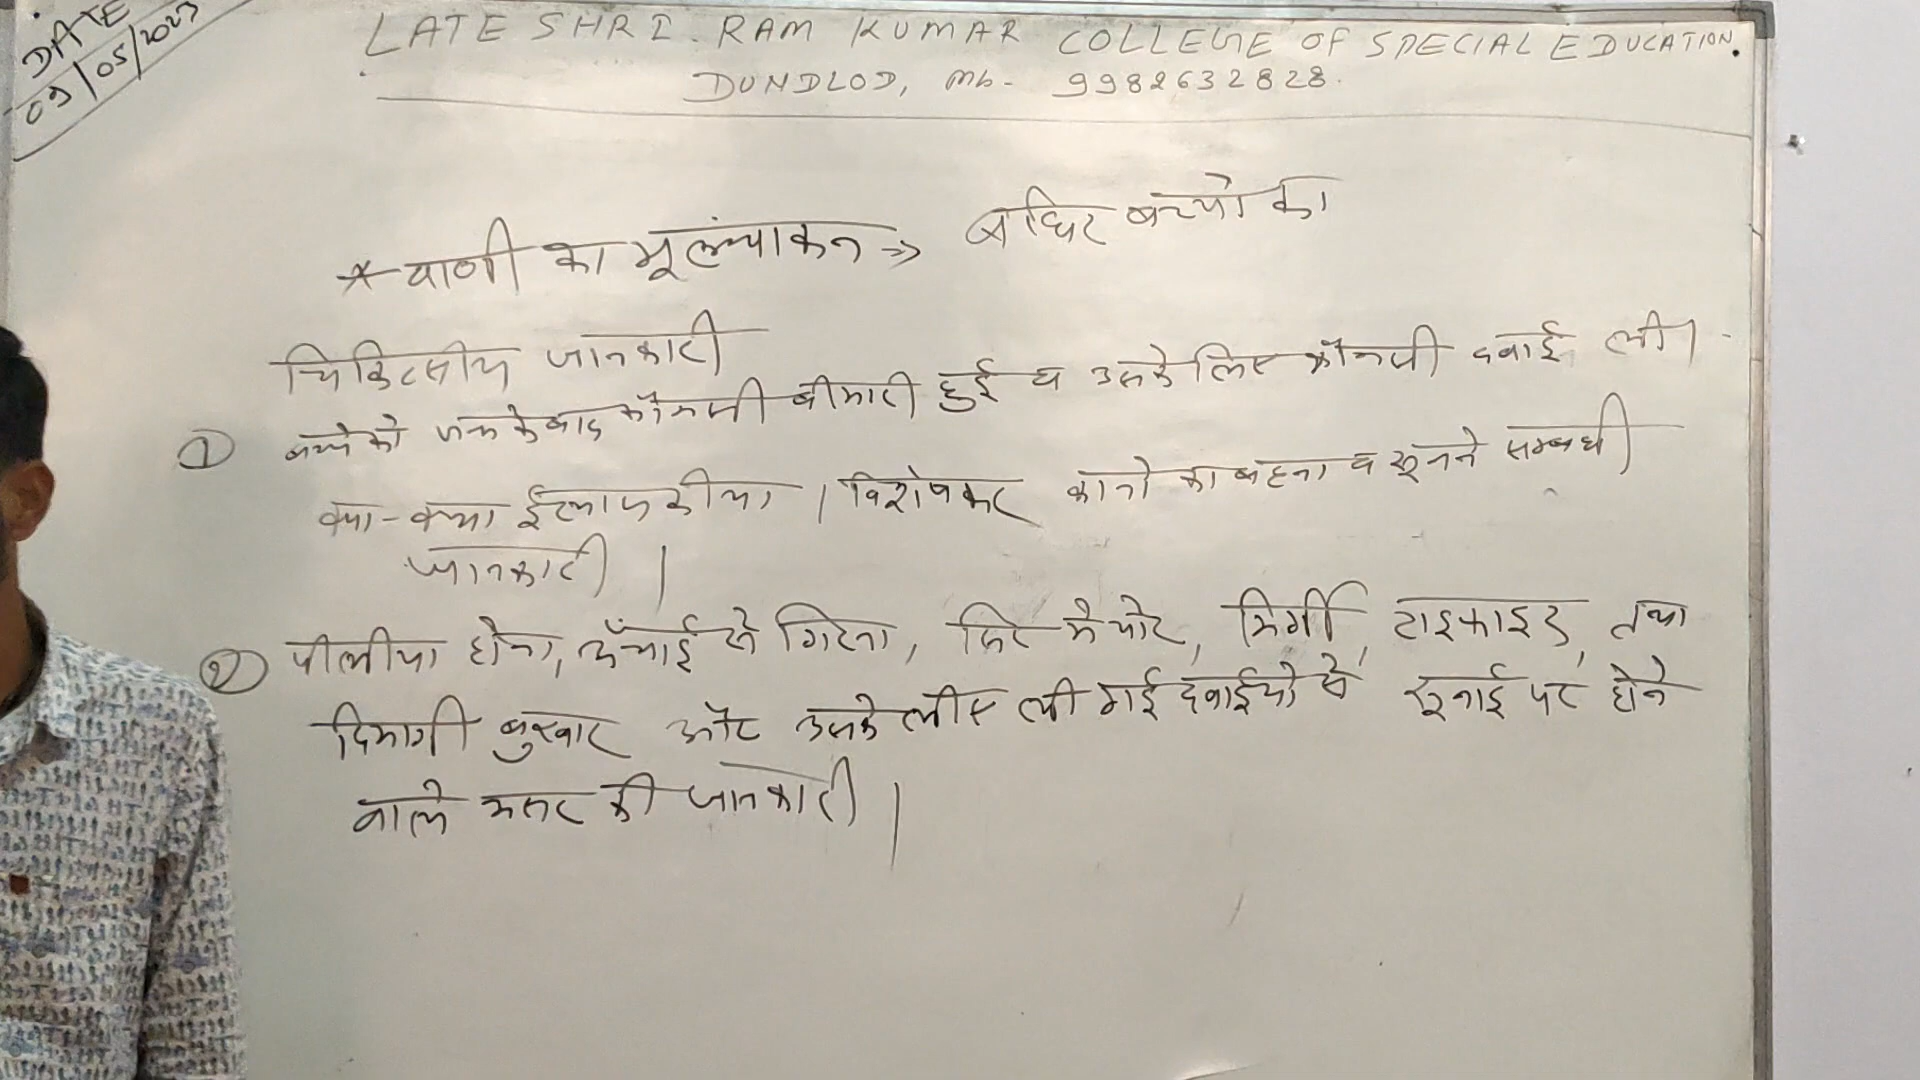 DATE
09/05/2023
LATE SHRI. RAM KUMAR COLLEGE OF SPECIAL EDUCATION.
DUNDLOD, Mb- 9982632828.
* वाणी का मूलंयाकन => बधिर बच्चो का
चिकित्सीय जानकारी
① बच्चे को जन्म के बाद कौनसी बीमारी हुई व उसके लिए कौनसी दवाई ली।
क्या-क्या ईलाज कीया । विशेषकर कानो का बहना व सूनने सम्बधी
जानकारी ।
② पीलीया होना, ऊँचाई से गिरना, सिर मे चोट, मिर्गी, टाइफाइड, तथा
दिमागी बुखार और उसके लीए ली गई दवाईयो से सूनाई पर होने
वाले असर की जानकारी ।